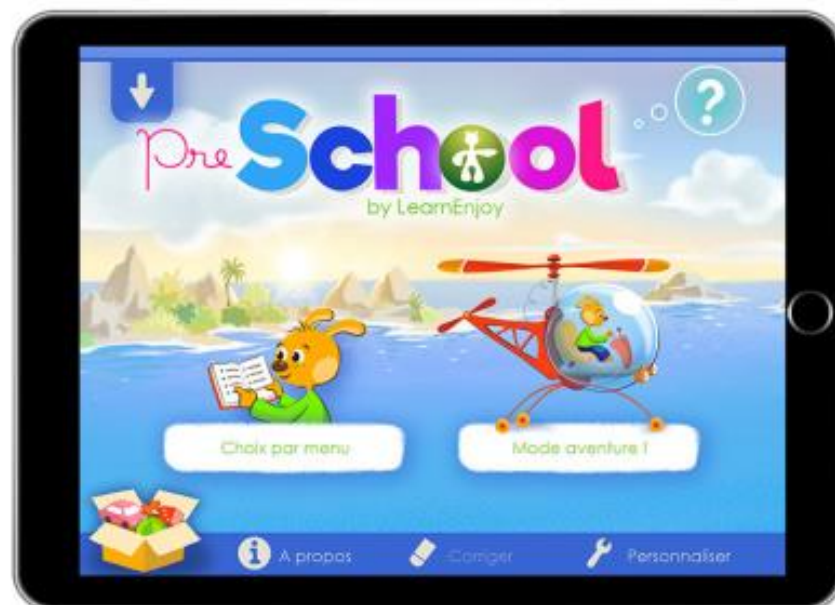 Pre School
by LearnEnjoy
?
Choix par menu
Mode aventure !
i A propos
Corriger
Personnaliser